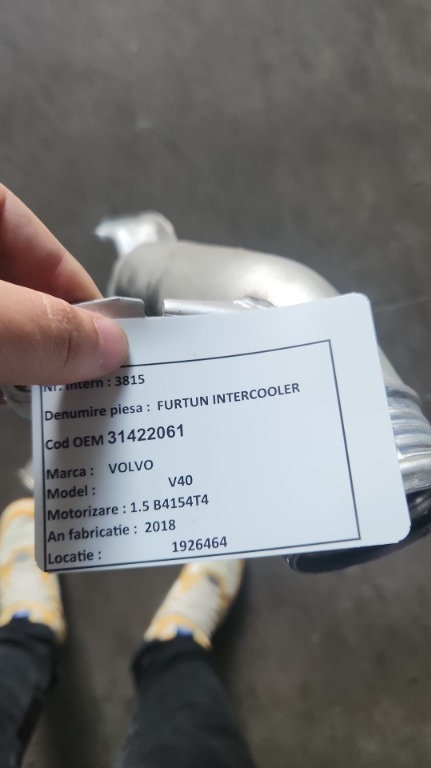 Nr. intern : 3815
Denumire piesa : FURTUN INTERCOOLER
Cod OEM 31422061
Marca : VOLVO
Model : V40
Motorizare : 1.5 B4154T4
An fabricatie : 2018
Locatie : 1926464